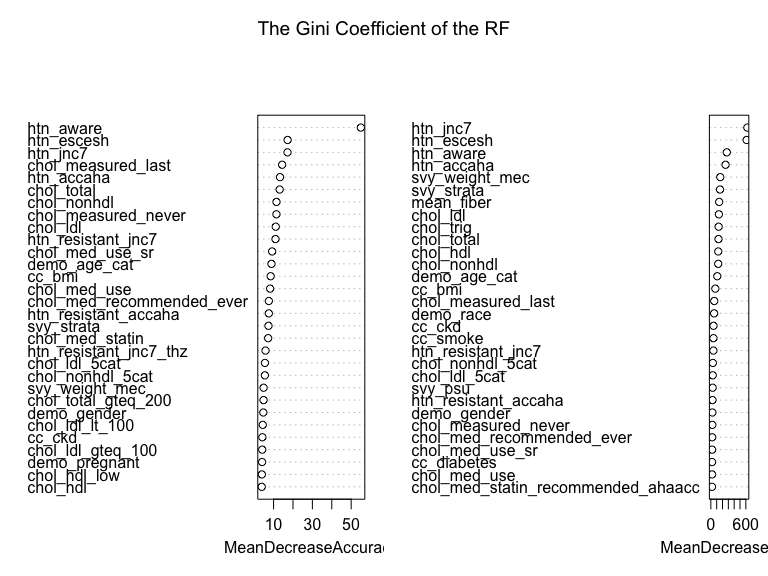 The Gini Coefficient of the RF
htn_aware
htn_escesh
htn_jnc7
chol_measured_last
htn_accaha
chol_total
chol_nonhdl
chol_measured_never
chol_ldl
htn_resistant_jnc7
chol_med_use_sr
demo_age_cat
cc_bmi
chol_med_use
chol_med_recommended_ever
htn_resistant_accaha
svy_strata
chol_med_statin
htn_resistant_jnc7_thz
chol_ldl_5cat
chol_nonhdl_5cat
svy_weight_mec
chol_total_gteq_200
demo_gender
chol_ldl_lt_100
cc_ckd
chol_ldl_gteq_100
demo_pregnant
chol_hdl_low
chol_hdl
10 30 50
MeanDecreaseAccura
htn_jnc7
htn_escesh
htn_aware
htn_accaha
svy_weight_mec
svy_strata
mean_fiber
chol_ldl
chol_trig
chol_total
chol_hdl
chol_nonhdl
demo_age_cat
cc_bmi
chol_measured_last
demo_race
cc_ckd
cc_smoke
htn_resistant_jnc7
chol_nonhdl_5cat
chol_ldl_5cat
svy_psu
htn_resistant_accaha
demo_gender
chol_measured_never
chol_med_recommended_ever
chol_med_use_sr
cc_diabetes
chol_med_use
chol_med_statin_recommended_ahaacc
0 600
MeanDecrease